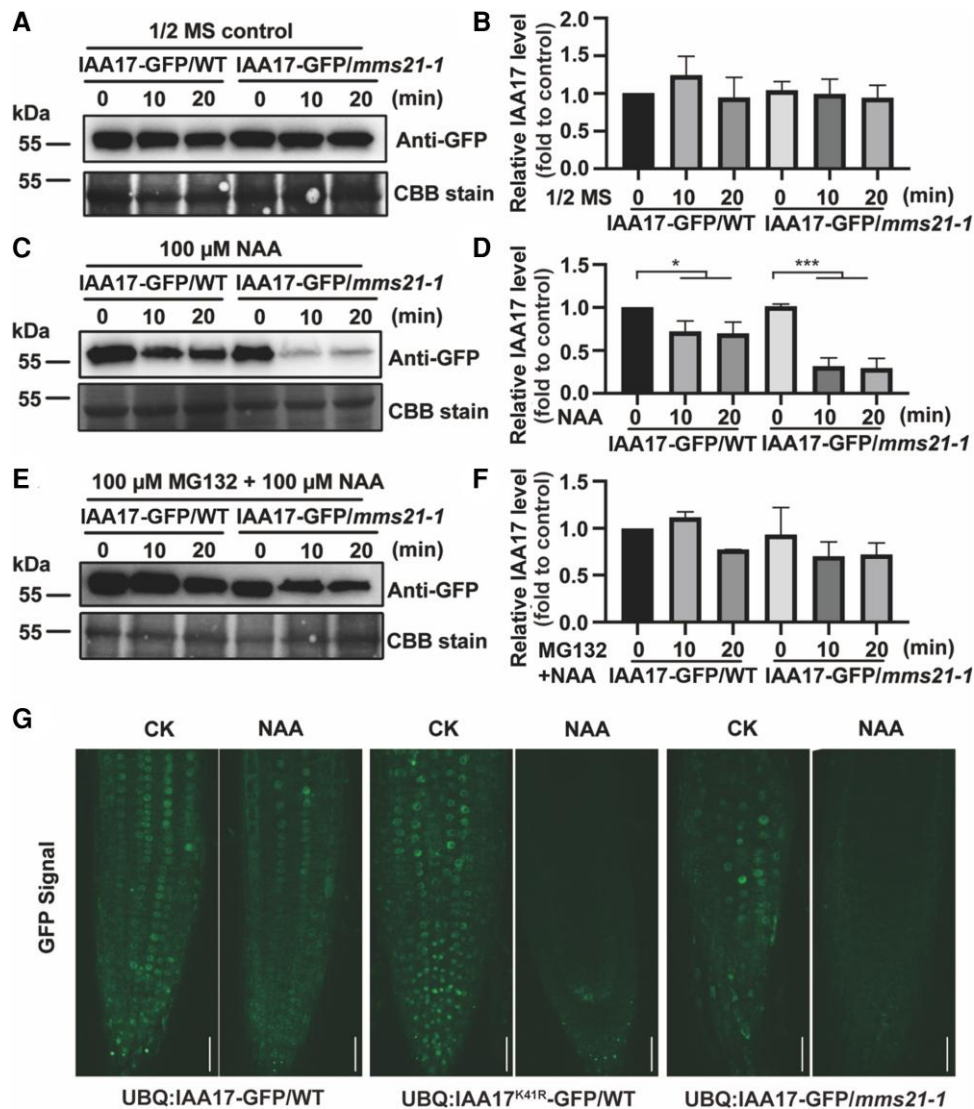 A
1/2 MS control
IAA17-GFP/WT IAA17-GFP/mms21-1
0 10 20 0 10 20 (min)
kDa
55
Anti-GFP
55
CBB stain
B
Relative IAA17 level
(fold to control)
2.0
1.5
1.0
0.5
0.0
1/2 MS 0 10 20 0 10 20 (min)
IAA17-GFP/WT IAA17-GFP/mms21-1
C
100 µM NAA
IAA17-GFP/WT IAA17-GFP/mms21-1
0 10 20 0 10 20 (min)
kDa
55
Anti-GFP
CBB stain
D
Relative IAA17 level
(fold to control)
1.5
1.0
0.5
0.0
* ***
0 10 20 0 10 20 (min)
NAA
IAA17-GFP/WT IAA17-GFP/mms21-1
E
100 µM MG132 + 100 µM NAA
IAA17-GFP/WT IAA17-GFP/mms21-1
0 10 20 0 10 20 (min)
kDa
55
Anti-GFP
55
CBB stain
F
Relative IAA17 level
(fold to control)
1.5
1.0
0.5
0.0
MG132 0 10 20 0 10 20 (min)
+NAA IAA17-GFP/WT IAA17-GFP/mms21-1
G
CK NAA CK NAA CK NAA
GFP Signal
UBQ:IAA17-GFP/WT UBQ:IAA17K41R-GFP/WT UBQ:IAA17-GFP/mms21-1